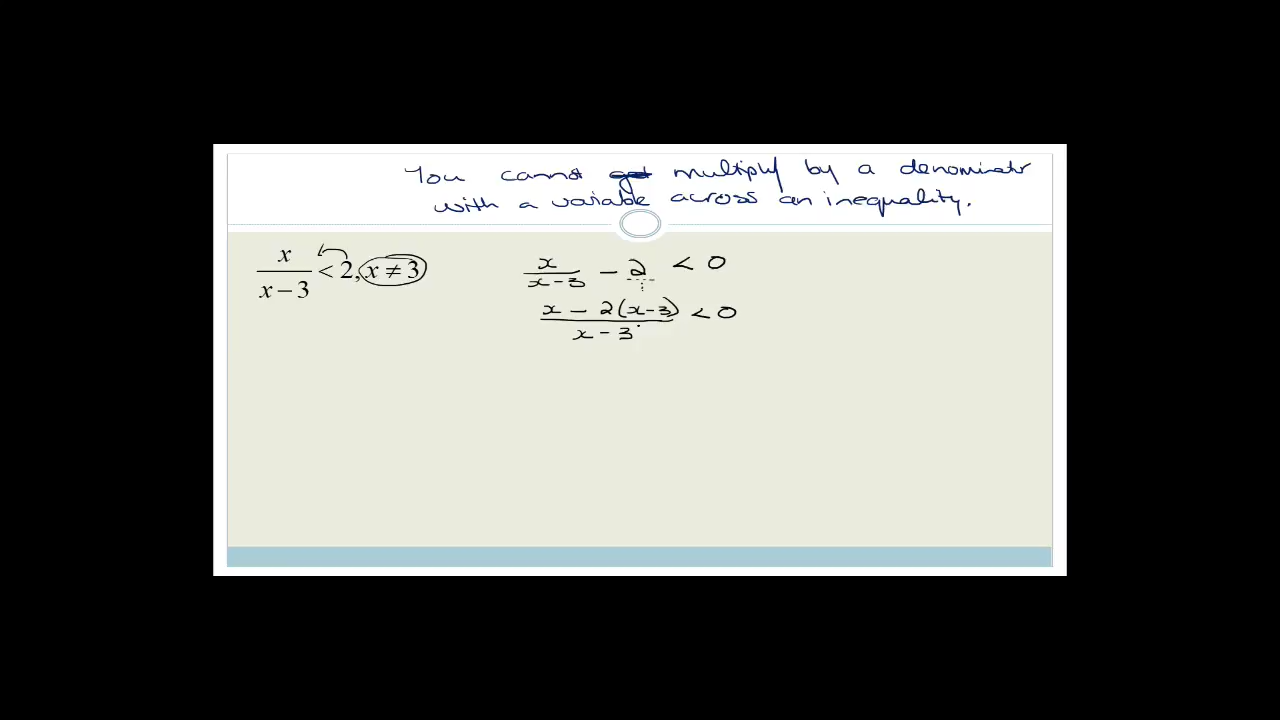 You cannot multiply by a denominator
with a variable across an inequality.
x/(x − 3) < 2, x ≠ 3
x/(x−3) − 2 < 0
(x − 2(x−3))/(x − 3) < 0